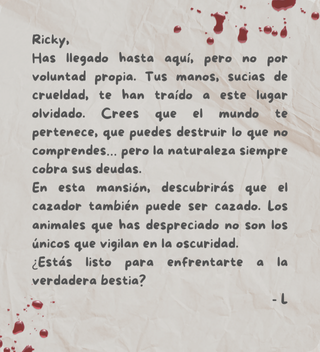 Ricky,
Has llegado hasta aquí, pero no por
voluntad propia. Tus manos, sucias de
crueldad, te han traído a este lugar
olvidado. Crees que el mundo te
pertenece, que puedes destruir lo que no
comprendes... pero la naturaleza siempre
cobra sus deudas.
En esta mansión, descubrirás que el
cazador también puede ser cazado. Los
animales que has despreciado no son los
únicos que vigilan en la oscuridad.
¿Estás listo para enfrentarte a la
verdadera bestia?
- L